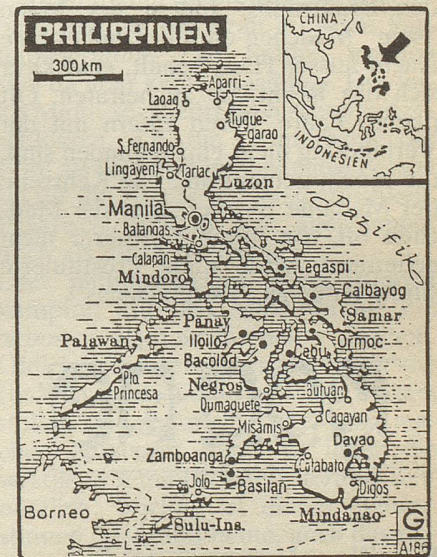 PHILIPPINEN
300 km
CHINA
INDONESIEN
Aparri
Laoag
Tugue-
garao
S. Fernando
Lingayen
Tarlac
Luzon
Pazifik
Manila
Batangas
Calapan
Mindoro
Legaspi
Calbayog
Samar
Panay
Iloilo
Bacolod
Cebu
Ormoc
Palawan
Pto.
Princesa
Negros
Dumaguete
Butuan
Cagayan
Misamis
Davao
Zamboanga
Cotabato
Jolo
Basilan
Digos
Borneo
Sulu-Ins.
Mindanao
G